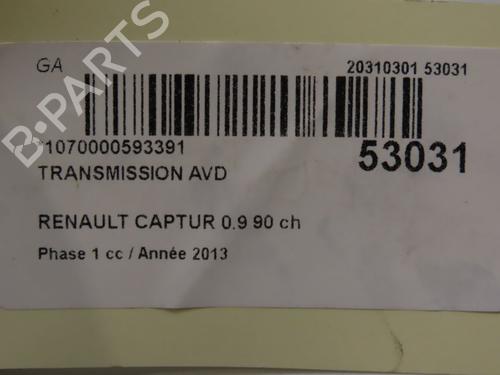 GA
20310301 53031
1070000593391
53031
TRANSMISSION AVD
RENAULT CAPTUR 0.9 90 ch
Phase 1 cc / Année 2013
B-PARTS